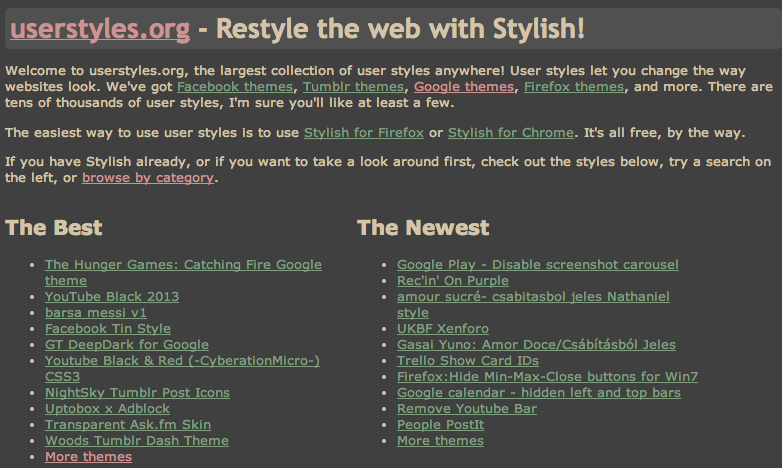 userstyles.org - Restyle the web with Stylish!
Welcome to userstyles.org, the largest collection of user styles anywhere! User styles let you change the way
websites look. We've got Facebook themes, Tumblr themes, Google themes, Firefox themes, and more. There are
tens of thousands of user styles, I'm sure you'll like at least a few.
The easiest way to use user styles is to use Stylish for Firefox or Stylish for Chrome. It's all free, by the way.
If you have Stylish already, or if you want to take a look around first, check out the styles below, try a search on
the left, or browse by category.
The Best
The Hunger Games: Catching Fire Google
theme
YouTube Black 2013
barsa messi v1
Facebook Tin Style
GT DeepDark for Google
Youtube Black & Red (-CyberationMicro-)
CSS3
NightSky Tumblr Post Icons
Uptobox x Adblock
Transparent Ask.fm Skin
Woods Tumblr Dash Theme
More themes
The Newest
Google Play - Disable screenshot carousel
Rec'in' On Purple
amour sucré- csabitasbol jeles Nathaniel
style
UKBF Xenforo
Gasai Yuno: Amor Doce/Csábításból Jeles
Trello Show Card IDs
Firefox:Hide Min-Max-Close buttons for Win7
Google calendar - hidden left and top bars
Remove Youtube Bar
People PostIt
More themes